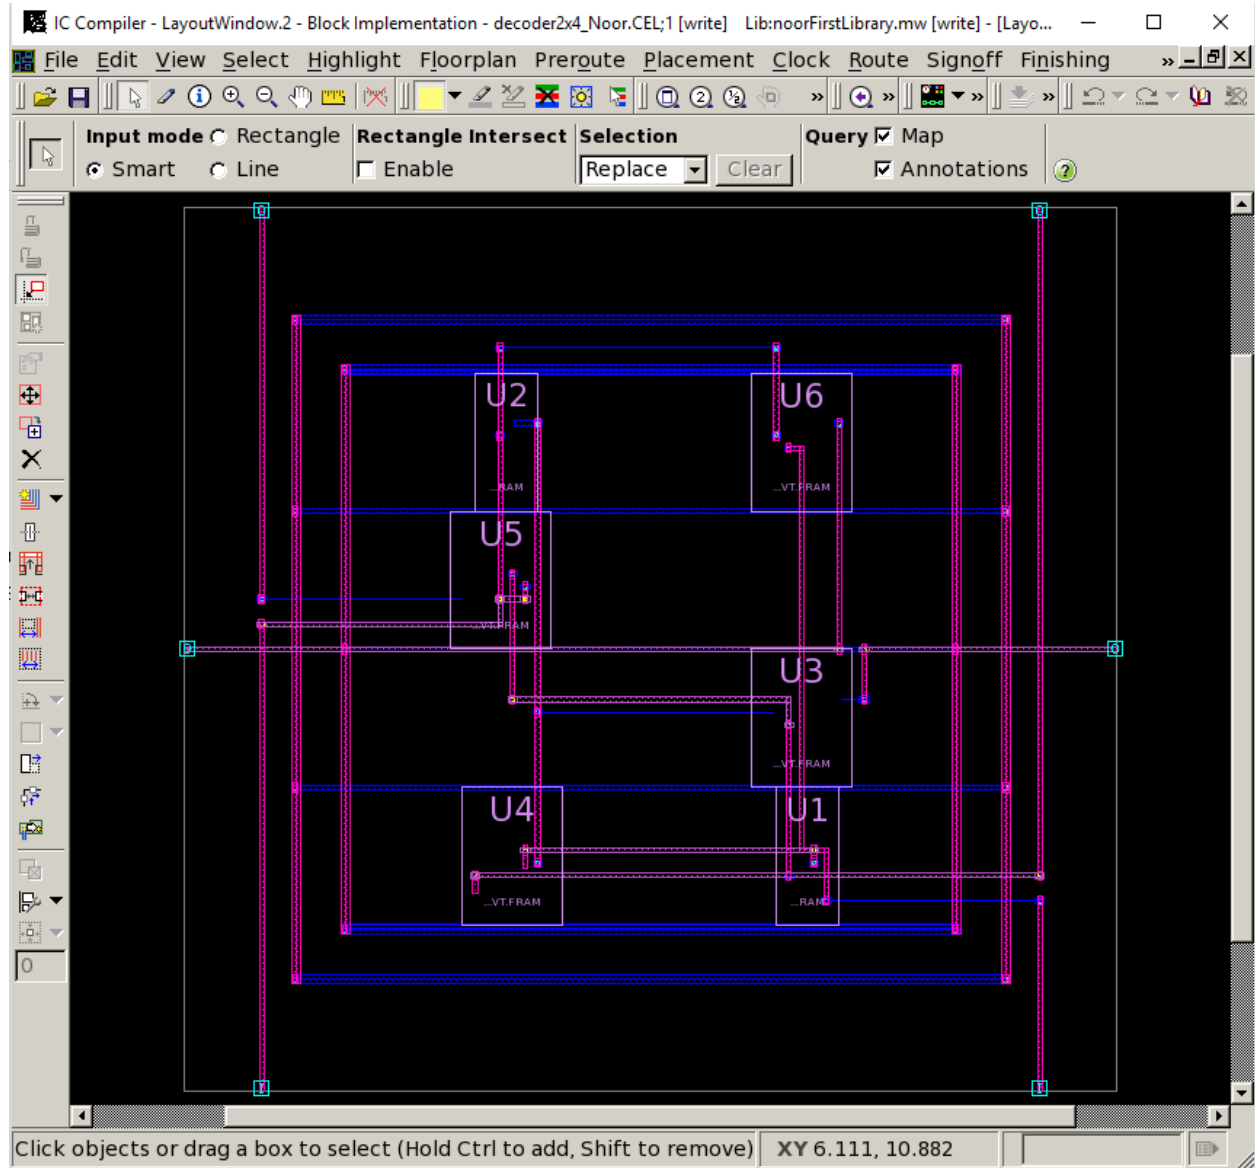 IC Compiler - LayoutWindow.2 - Block Implementation - decoder2x4_Noor.CEL;1 [write] Lib:noorFirstLibrary.mw [write] - [Layo...
File Edit View Select Highlight Floorplan Preroute Placement Clock Route Signoff Finishing »
Input mode Rectangle Rectangle Intersect Selection Query Map
Smart Line Enable Replace Clear Annotations
U2 U6
...RAM ...VT.FRAM
U5
...VT.FRAM
U3
...VT.FRAM
U4 U1
...VT.FRAM ...RAM
0
Click objects or drag a box to select (Hold Ctrl to add, Shift to remove) XY 6.111, 10.882